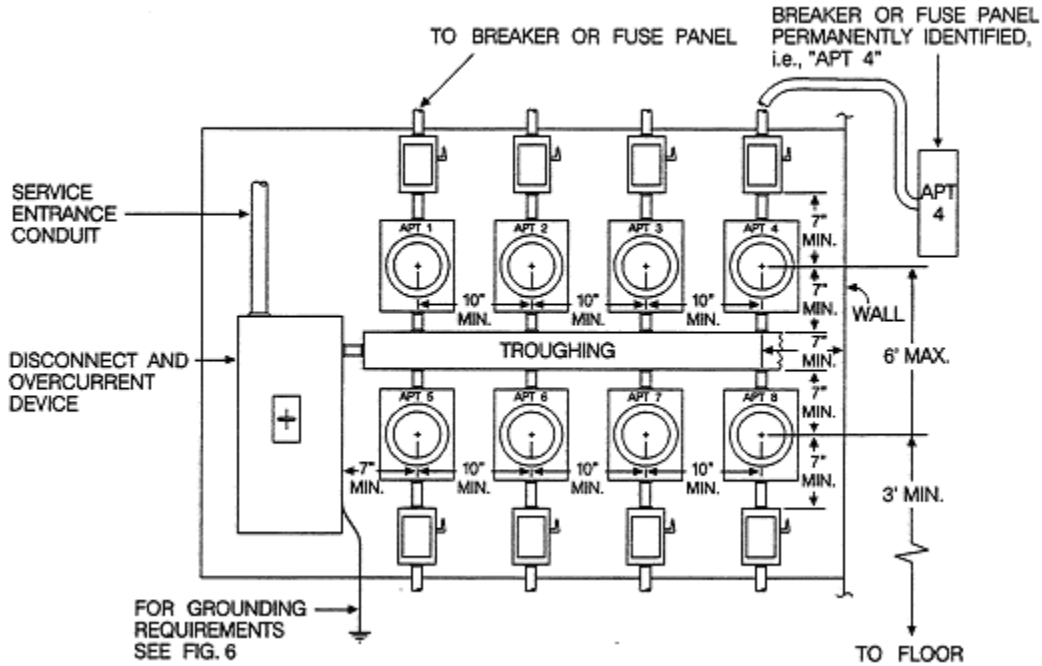 TO BREAKER OR FUSE PANEL
BREAKER OR FUSE PANEL
PERMANENTLY IDENTIFIED,
i.e., "APT 4"
SERVICE
ENTRANCE
CONDUIT
APT
4
7"
MIN.
APT 1
APT 2
APT 3
APT 4
10"
MIN.
10"
MIN.
10"
MIN.
7"
MIN.
WALL
DISCONNECT AND
OVERCURRENT
DEVICE
TROUGHING
7"
MIN.
6' MAX.
APT 5
APT 6
APT 7
APT 8
7"
MIN.
7"
MIN.
10"
MIN.
10"
MIN.
10"
MIN.
7"
MIN.
3' MIN.
FOR GROUNDING
REQUIREMENTS
SEE FIG. 6
TO FLOOR